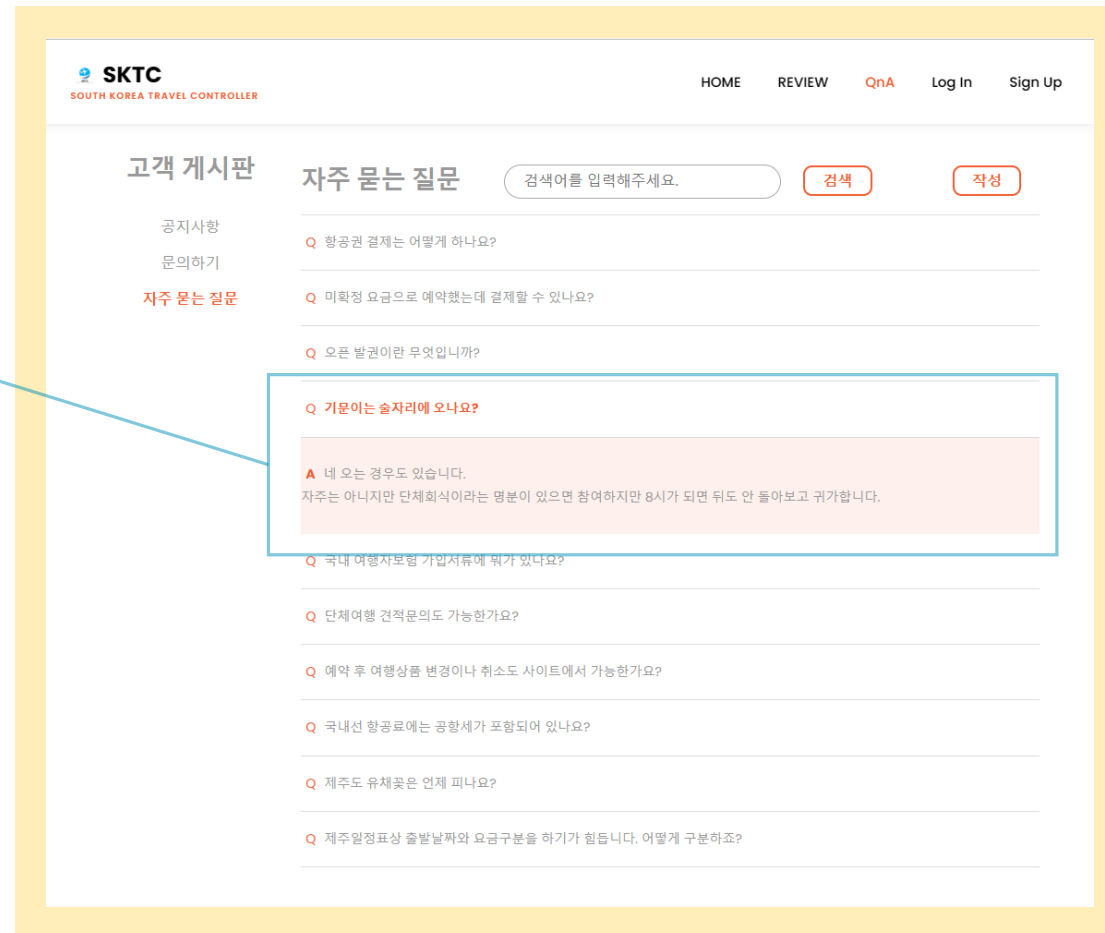 SKTC
SOUTH KOREA TRAVEL CONTROLLER
HOME REVIEW QnA Log In Sign Up
고객 게시판
공지사항
문의하기
자주 묻는 질문
자주 묻는 질문 검색어를 입력해주세요. 검색 작성
Q 항공권 결제는 어떻게 하나요?
Q 미확정 요금으로 예약했는데 결제할 수 있나요?
Q 오픈 발권이란 무엇입니까?
Q 기문이는 술자리에 오나요?
A 네 오는 경우도 있습니다.
자주는 아니지만 단체회식이라는 명분이 있으면 참여하지만 8시가 되면 뒤도 안 돌아보고 귀가합니다.
Q 국내 여행자보험 가입서류에 뭐가 있나요?
Q 단체여행 견적문의도 가능한가요?
Q 예약 후 여행상품 변경이나 취소도 사이트에서 가능한가요?
Q 국내선 항공료에는 공항세가 포함되어 있나요?
Q 제주도 유채꽃은 언제 피나요?
Q 제주일정표상 출발날짜와 요금구분을 하기가 힘듭니다. 어떻게 구분하죠?